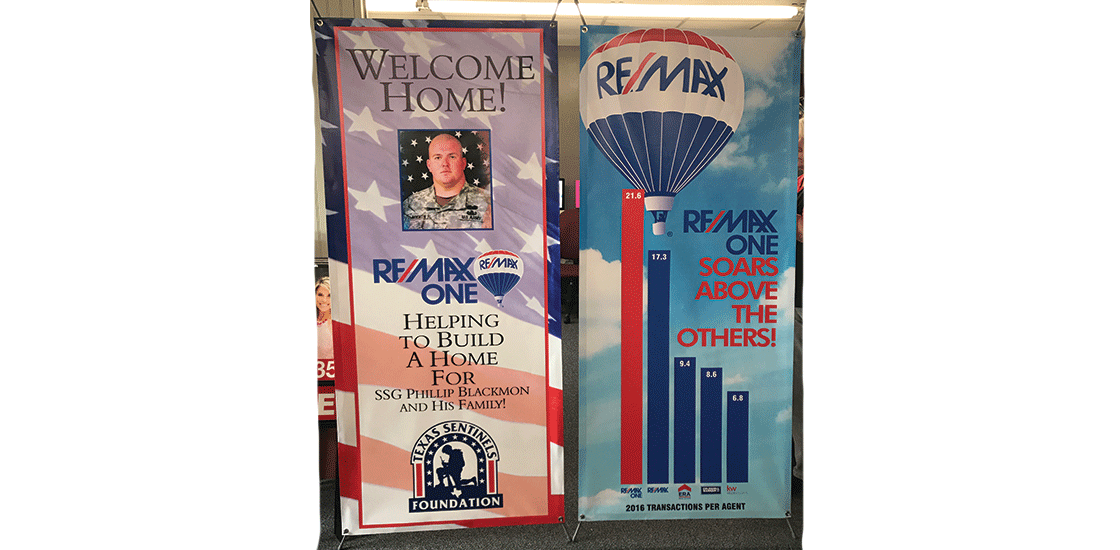 WELCOME
HOME!
RE/MAX
ONE
RE/MAX
HELPING
TO BUILD
A HOME
FOR
SSG PHILLIP BLACKMON
AND HIS FAMILY!
TEXAS SENTINELS
FOUNDATION
RE/MAX
RE/MAX
ONE
SOARS
ABOVE
THE
OTHERS!
21.6
17.3
9.4
8.6
6.8
RE/MAX
ONE
RE/MAX
ERA
kw
2016 TRANSACTIONS PER AGENT
35
E